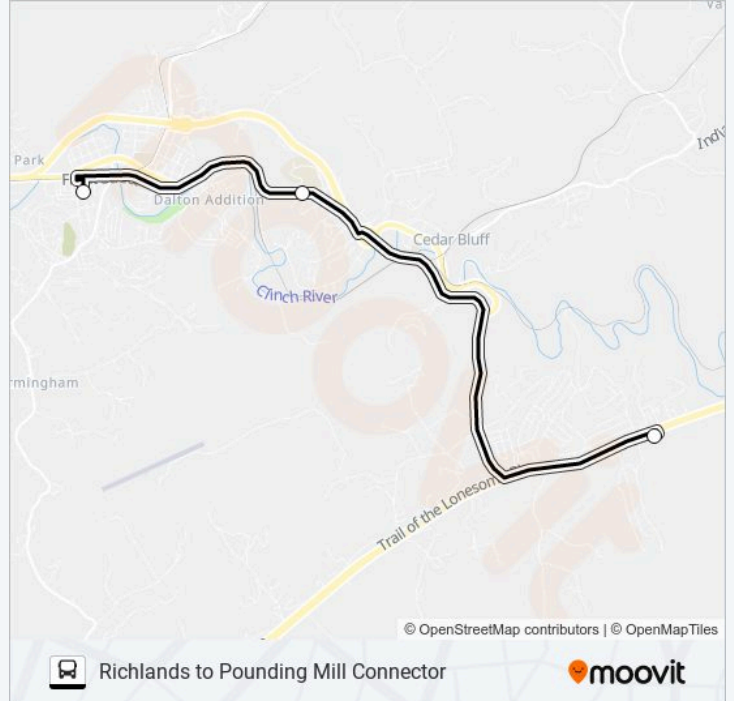 Va
Park
Dalton Addition
Cedar Bluff
Clinch River
Trail of the Lonesome
© OpenStreetMap contributors | © OpenMapTiles
Richlands to Pounding Mill Connector
moovit